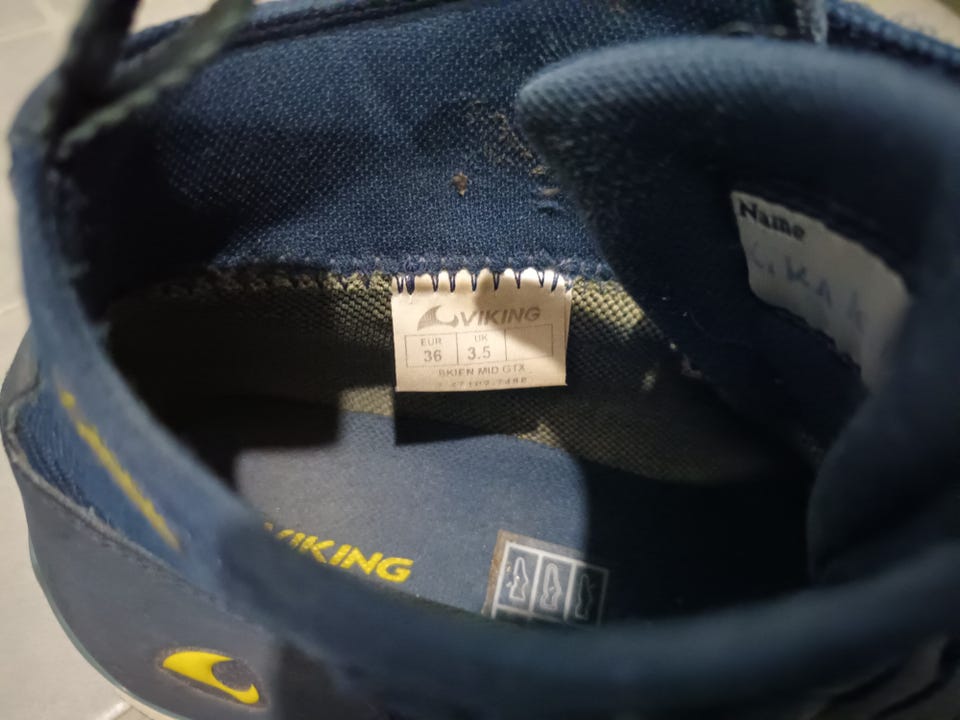 Name
VIKING
EUR UK
36 3.5
SKIEN MID GTX
VIKING